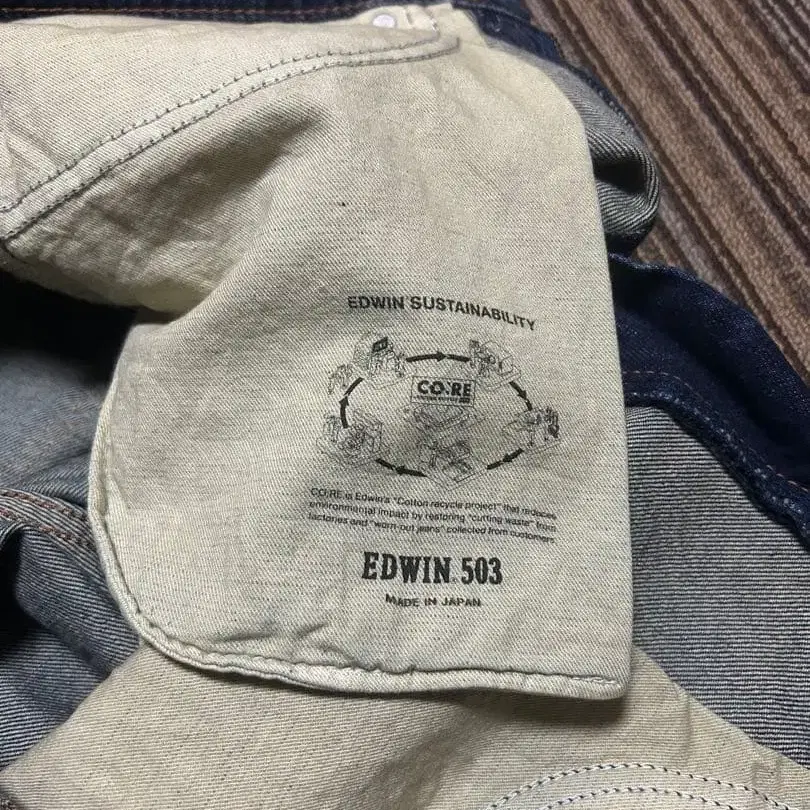 EDWIN SUSTAINABILITY
CO:RE
CO:RE is Edwin's "Cotton recycle project" that reduces
environmental impact by restoring "cutting waste" from
factories and "worn-out jeans" collected from customers
EDWIN 503
MADE IN JAPAN